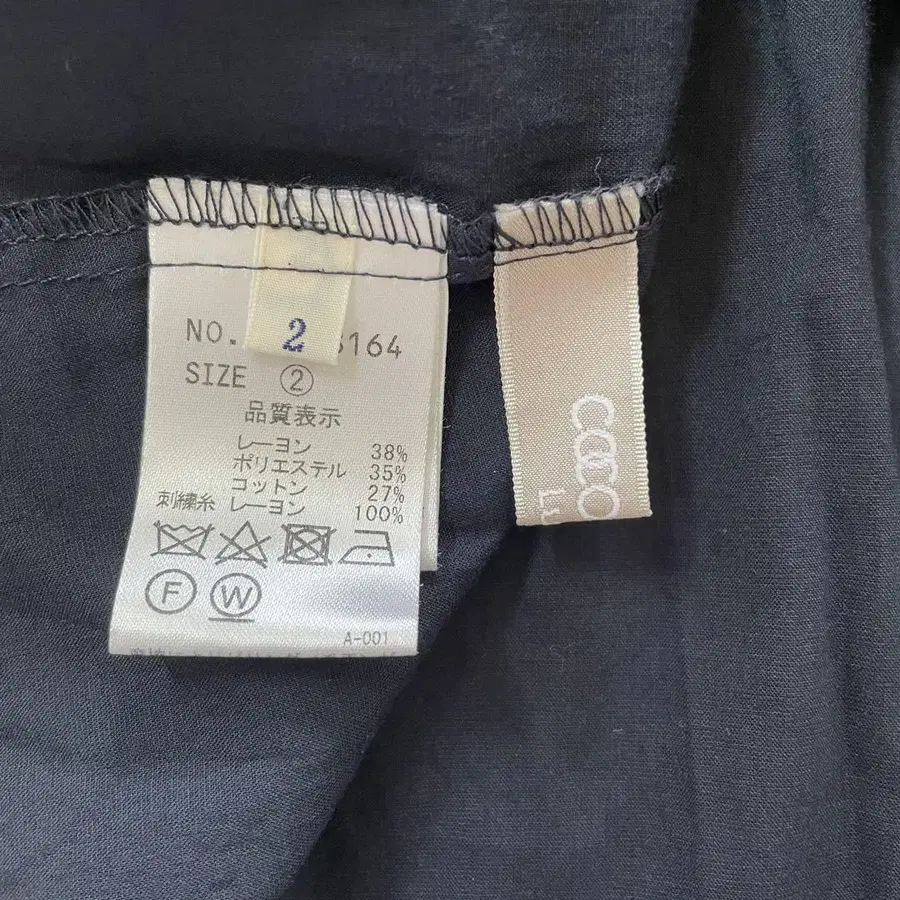 2
NO. 164
SIZE ②
品質表示
レーヨン 38%
ポリエステル 35%
コットン 27%
刺繍糸 レーヨン 100%
F W
A-001